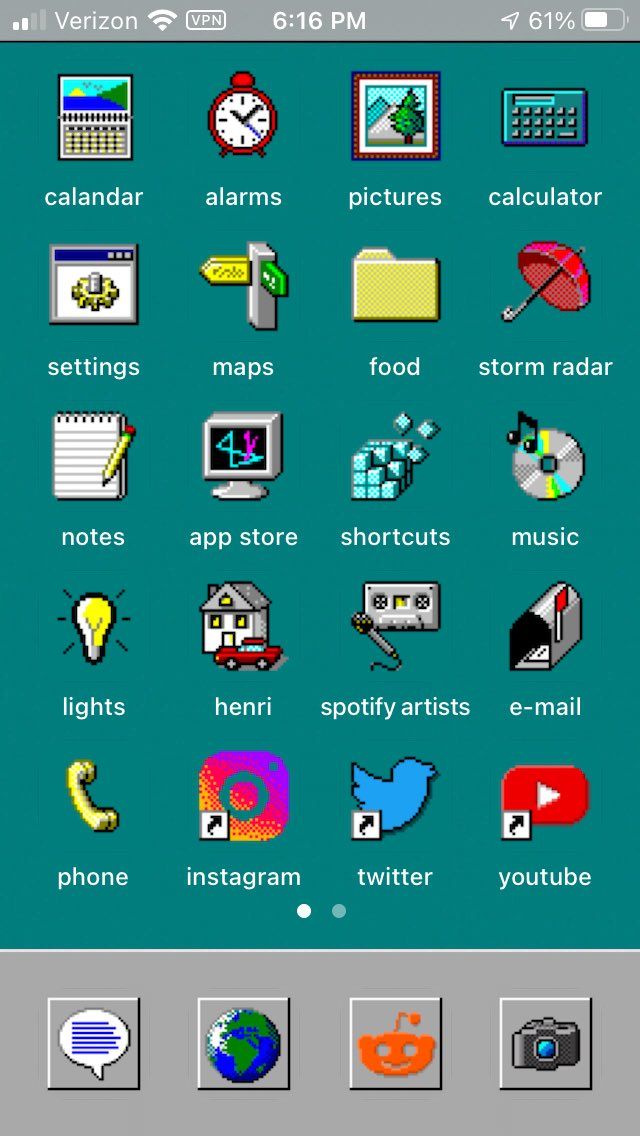 Verizon VPN 6:16 PM 61%
calandar alarms pictures calculator
settings maps food storm radar
notes app store shortcuts music
lights henri spotify artists e-mail
phone instagram twitter youtube